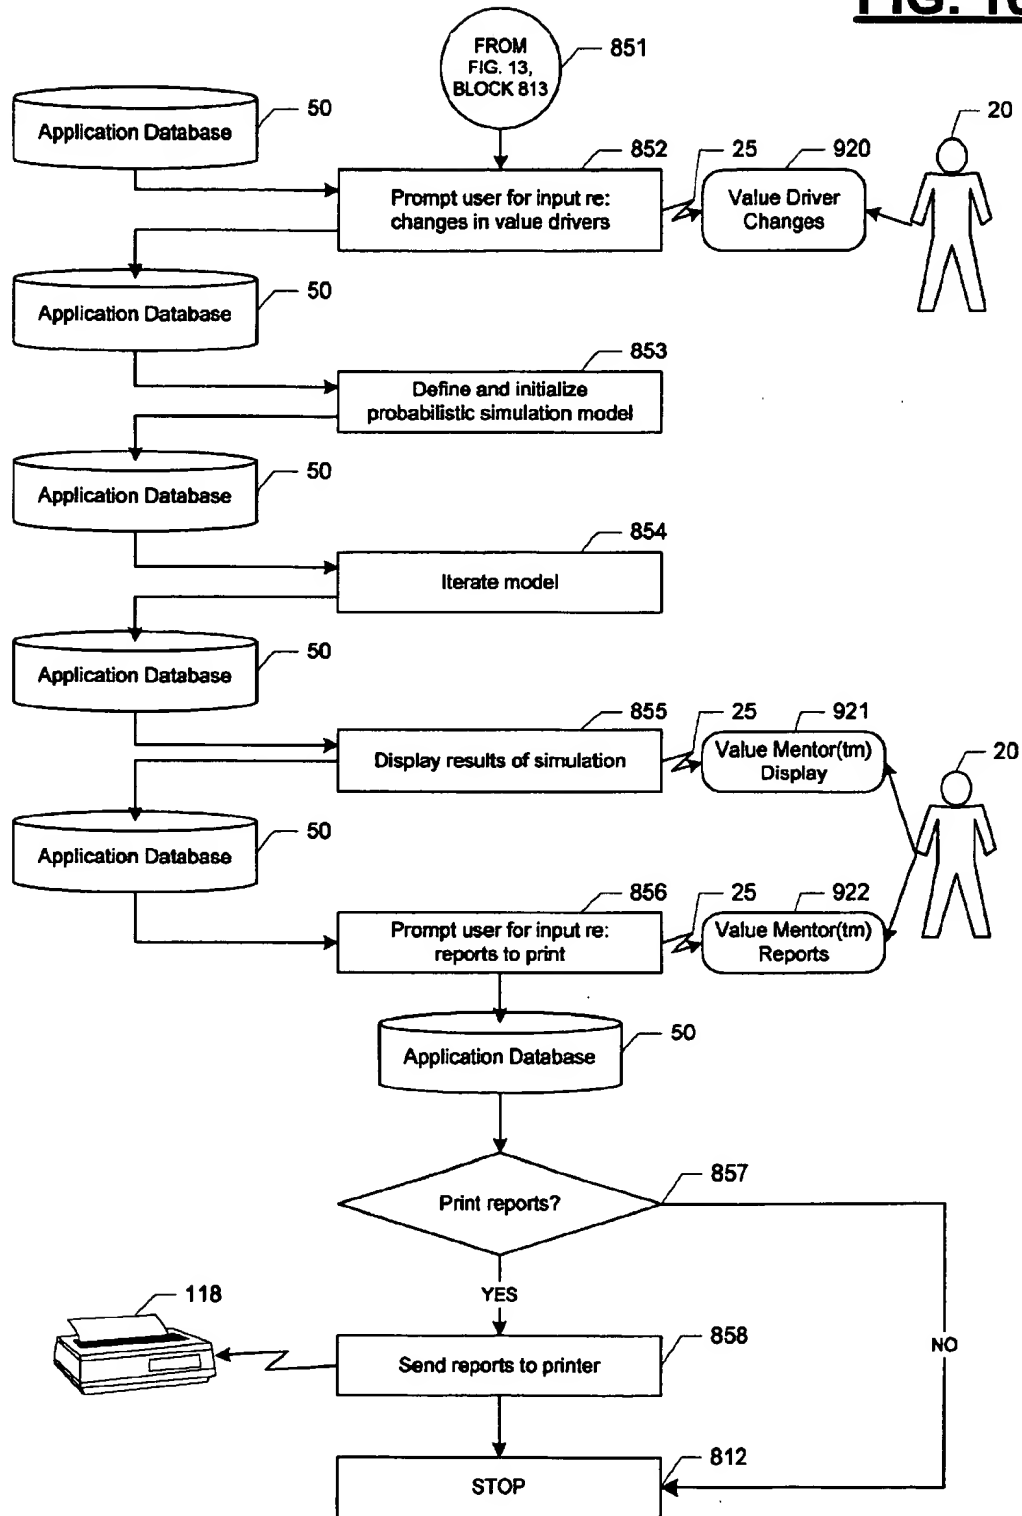 FIG. 16
FROM
FIG. 13,
BLOCK 813
851
50
Application Database
852
25
920
20
Prompt user for input re:
changes in value drivers
Value Driver
Changes
50
Application Database
853
Define and initialize
probabilistic simulation model
50
Application Database
854
Iterate model
50
Application Database
855
25
921
20
Display results of simulation
Value Mentor(tm)
Display
50
Application Database
856
25
922
Prompt user for input re:
reports to print
Value Mentor(tm)
Reports
50
Application Database
857
Print reports?
YES
NO
118
858
Send reports to printer
812
STOP